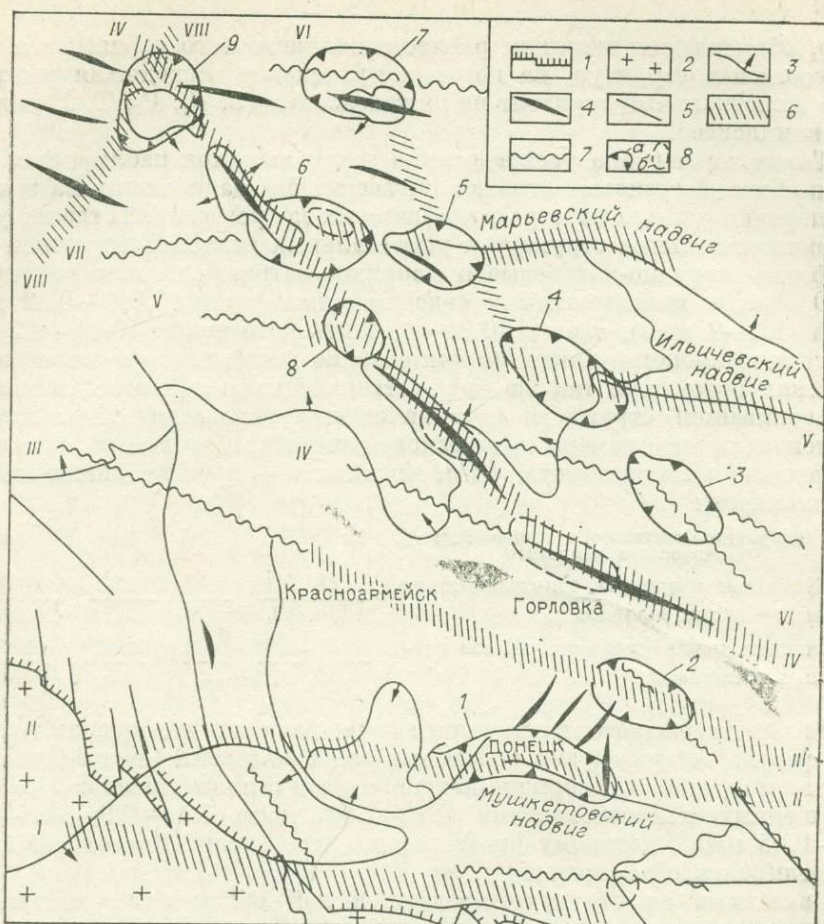 IV VIII 9 VI 7
1 2 3
4 5 6
7 8 а б
6 5
Марьевский
надвиг
VIII VII
V 4
8 Ильичевский
надвиг
V
III IV 3
Красноармейск
Горловка
VI
IV
2
1
II ДОНЕЦК
III
II
Мушкетовский
надвиг
I